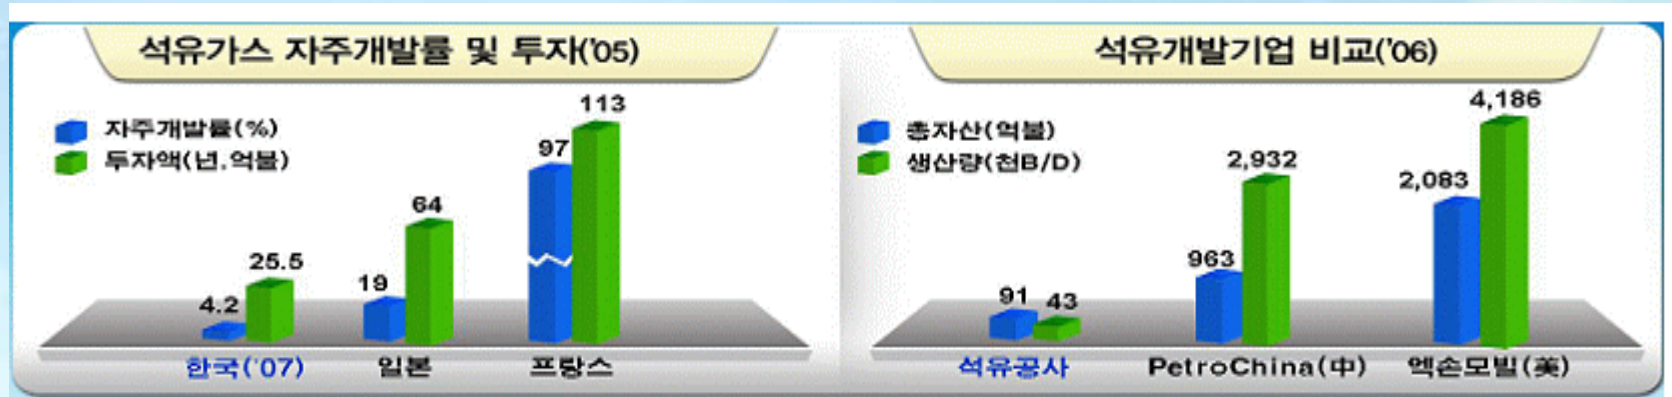 석유가스 자주개발률 및 투자('05)
자주개발률(%)
투자액(년.억불)
4.2
25.5
19
64
97
113
한국('07)
일본
프랑스
석유개발기업 비교('06)
총자산(억불)
생산량(천B/D)
91
43
963
2,932
2,083
4,186
석유공사
PetroChina(中)
엑손모빌(美)